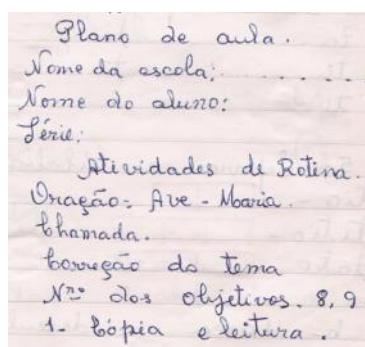 Plano de aula.
Nome da escola: . . . . .
Nome do aluno:
Série:
Atividades de Rotina.
Oração: Ave - Maria.
Chamada.
Correção do tema
Nºs dos objetivos. 8, 9
1- Cópia e leitura.